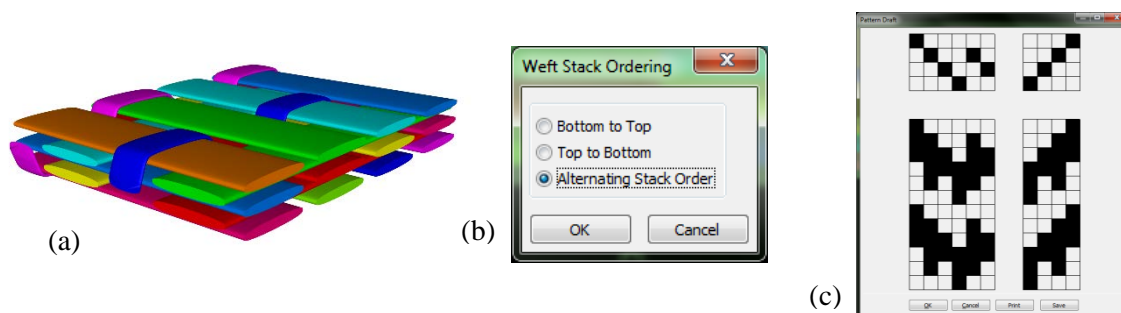 (a)
(b)
Weft Stack Ordering
Bottom to Top
Top to Bottom
Alternating Stack Order
OK
Cancel
(c)
Pattern Draft
OK
Cancel
Print
Save